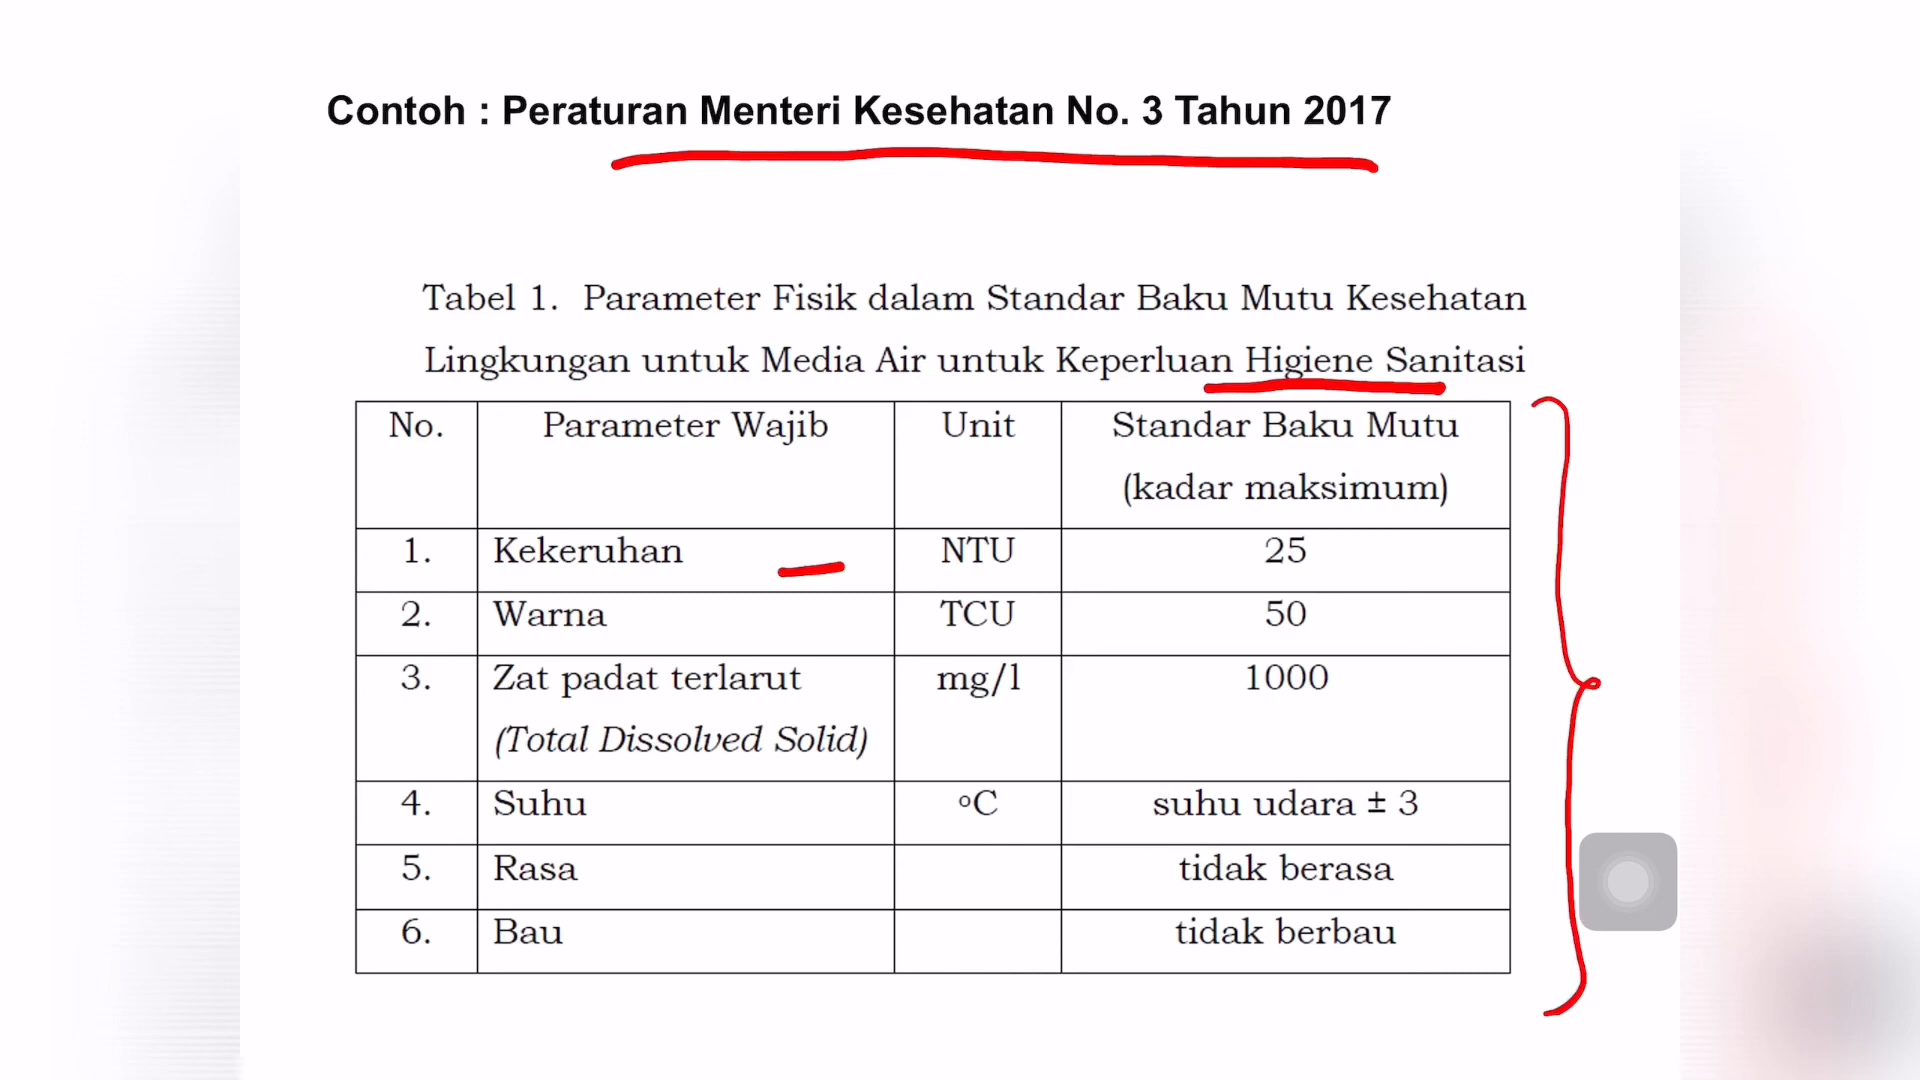 Contoh : Peraturan Menteri Kesehatan No. 3 Tahun 2017
Tabel 1. Parameter Fisik dalam Standar Baku Mutu Kesehatan
Lingkungan untuk Media Air untuk Keperluan Higiene Sanitasi
No. Parameter Wajib Unit Standar Baku Mutu
(kadar maksimum)
1. Kekeruhan NTU 25
2. Warna TCU 50
3. Zat padat terlarut mg/l 1000
(Total Dissolved Solid)
4. Suhu °C suhu udara ± 3
5. Rasa tidak berasa
6. Bau tidak berbau